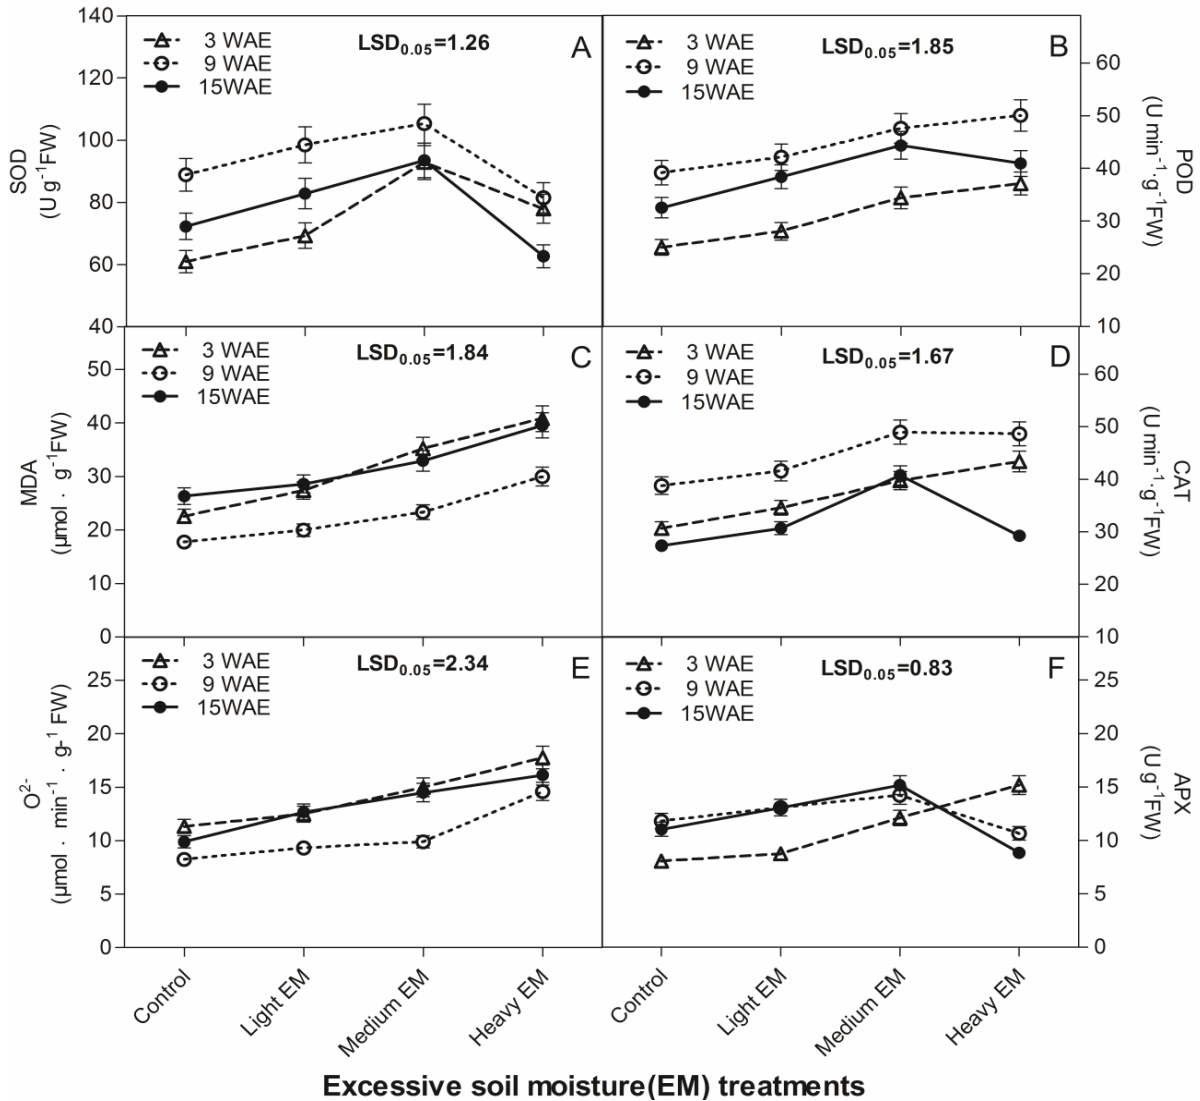 140
120
100
80
60
40
SOD
(U g⁻¹FW)
3 WAE
9 WAE
15WAE
LSD₀.₀₅=1.26
A
3 WAE
9 WAE
15WAE
LSD₀.₀₅=1.85
B
60
50
40
30
20
10
POD
(U min⁻¹·g⁻¹FW)
50
40
30
20
10
0
MDA
(μmol · g⁻¹FW)
3 WAE
9 WAE
15WAE
LSD₀.₀₅=1.84
C
3 WAE
9 WAE
15WAE
LSD₀.₀₅=1.67
D
60
50
40
30
20
10
CAT
(U min⁻¹·g⁻¹FW)
25
20
15
10
5
0
O²⁻
(μmol · min⁻¹ · g-¹ FW)
3 WAE
9 WAE
15WAE
LSD₀.₀₅=2.34
E
3 WAE
9 WAE
15WAE
LSD₀.₀₅=0.83
F
25
20
15
10
5
0
APX
(U g⁻¹FW)
Control
Light EM
Medium EM
Heavy EM
Control
Light EM
Medium EM
Heavy EM
Excessive soil moisture(EM) treatments